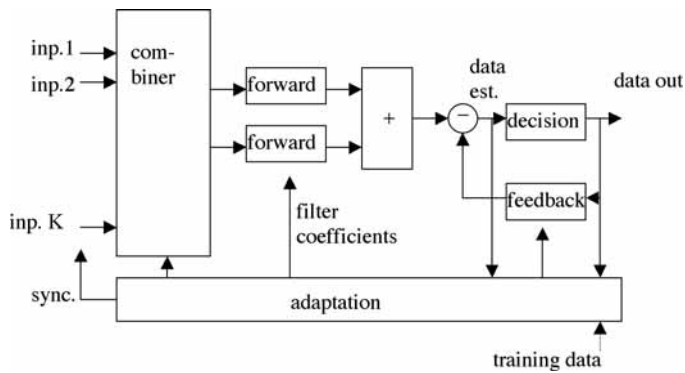 inp.1
inp.2
inp. K
com-
biner
forward
forward
+
−
data
est.
decision
data out
feedback
filter
coefficients
sync.
adaptation
training data